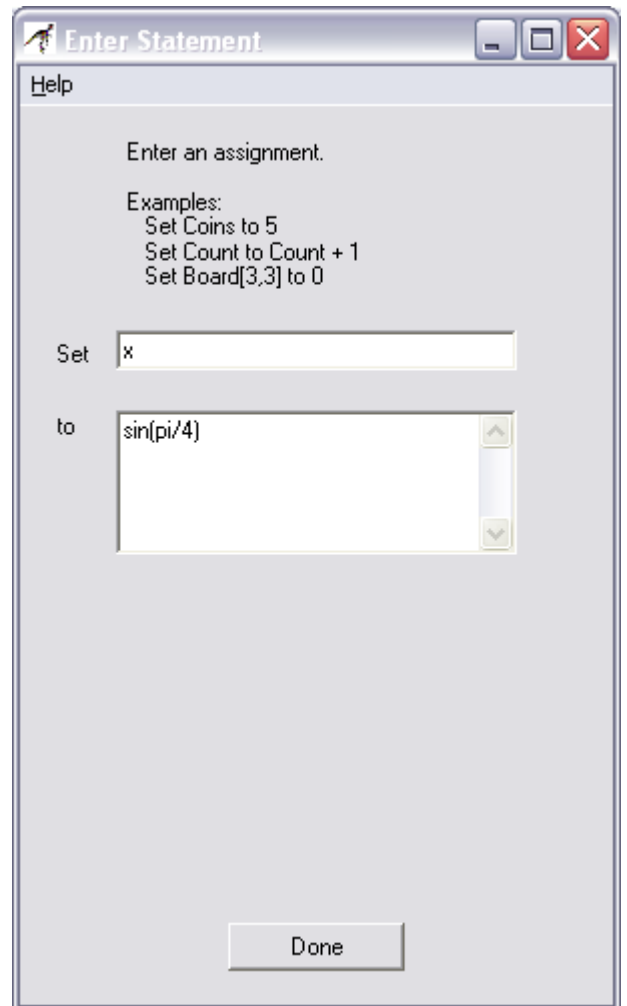 Enter Statement
Help
Enter an assignment.
Examples:
Set Coins to 5
Set Count to Count + 1
Set Board[3,3] to 0
Set x
to sin(pi/4)
Done